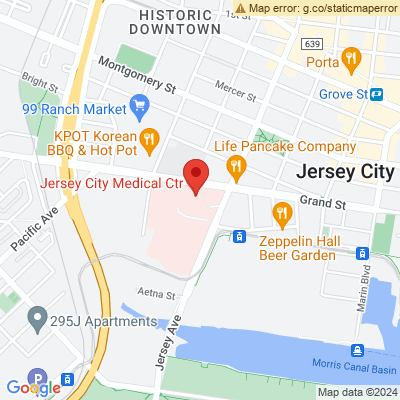 Map error: g.co/staticmaperror
HISTORIC
DOWNTOWN
1st St
639
Porta
Montgomery St
Bright St
Mercer St
Grove St
99 Ranch Market
KPOT Korean
BBQ & Hot Pot
Life Pancake Company
Jersey City
Jersey City Medical Ctr
Grand St
Pacific Ave
Zeppelin Hall
Beer Garden
Marin Blvd
Aetna St
295J Apartments
Jersey Ave
Morris Canal Basin
Google
P
Map data ©2024